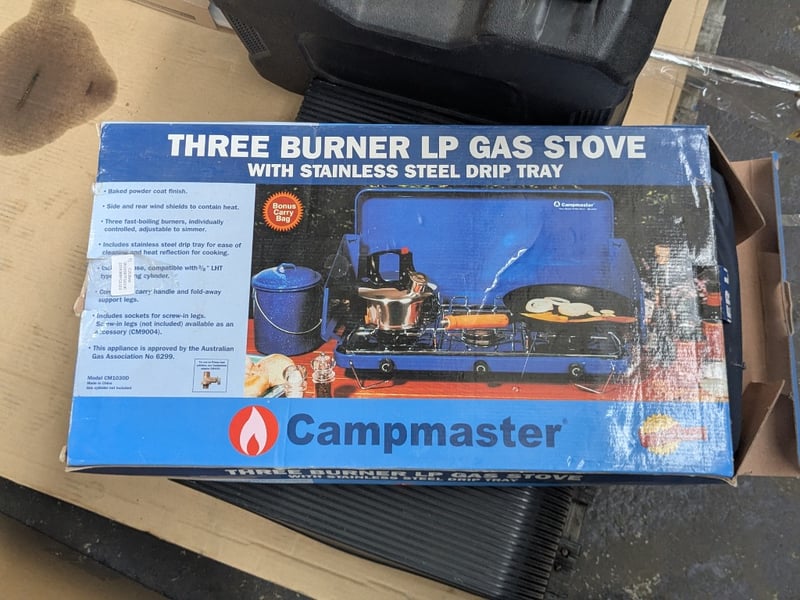 THREE BURNER LP GAS STOVE
WITH STAINLESS STEEL DRIP TRAY
• Baked powder coat finish.
• Side and rear wind shields to contain heat.
• Three fast-boiling burners, individually
controlled, adjustable to simmer.
• Includes stainless steel drip tray for ease of
cleaning and heat reflection for cooking.
compatible with 3/8" LHT
cylinder.
carry handle and fold-away
support legs.
• Includes sockets for screw-in legs.
Screw-in legs (not included) available as an
accessory (CM9004).
• This appliance is approved by the Australian
Gas Association No 6299.
Model CM1030D
Made in China
Gas cylinder not included
Bonus
Carry
Bag
Campmaster
Campmaster
THREE BURNER LP GAS STOVE
WITH STAINLESS STEEL DRIP TRAY